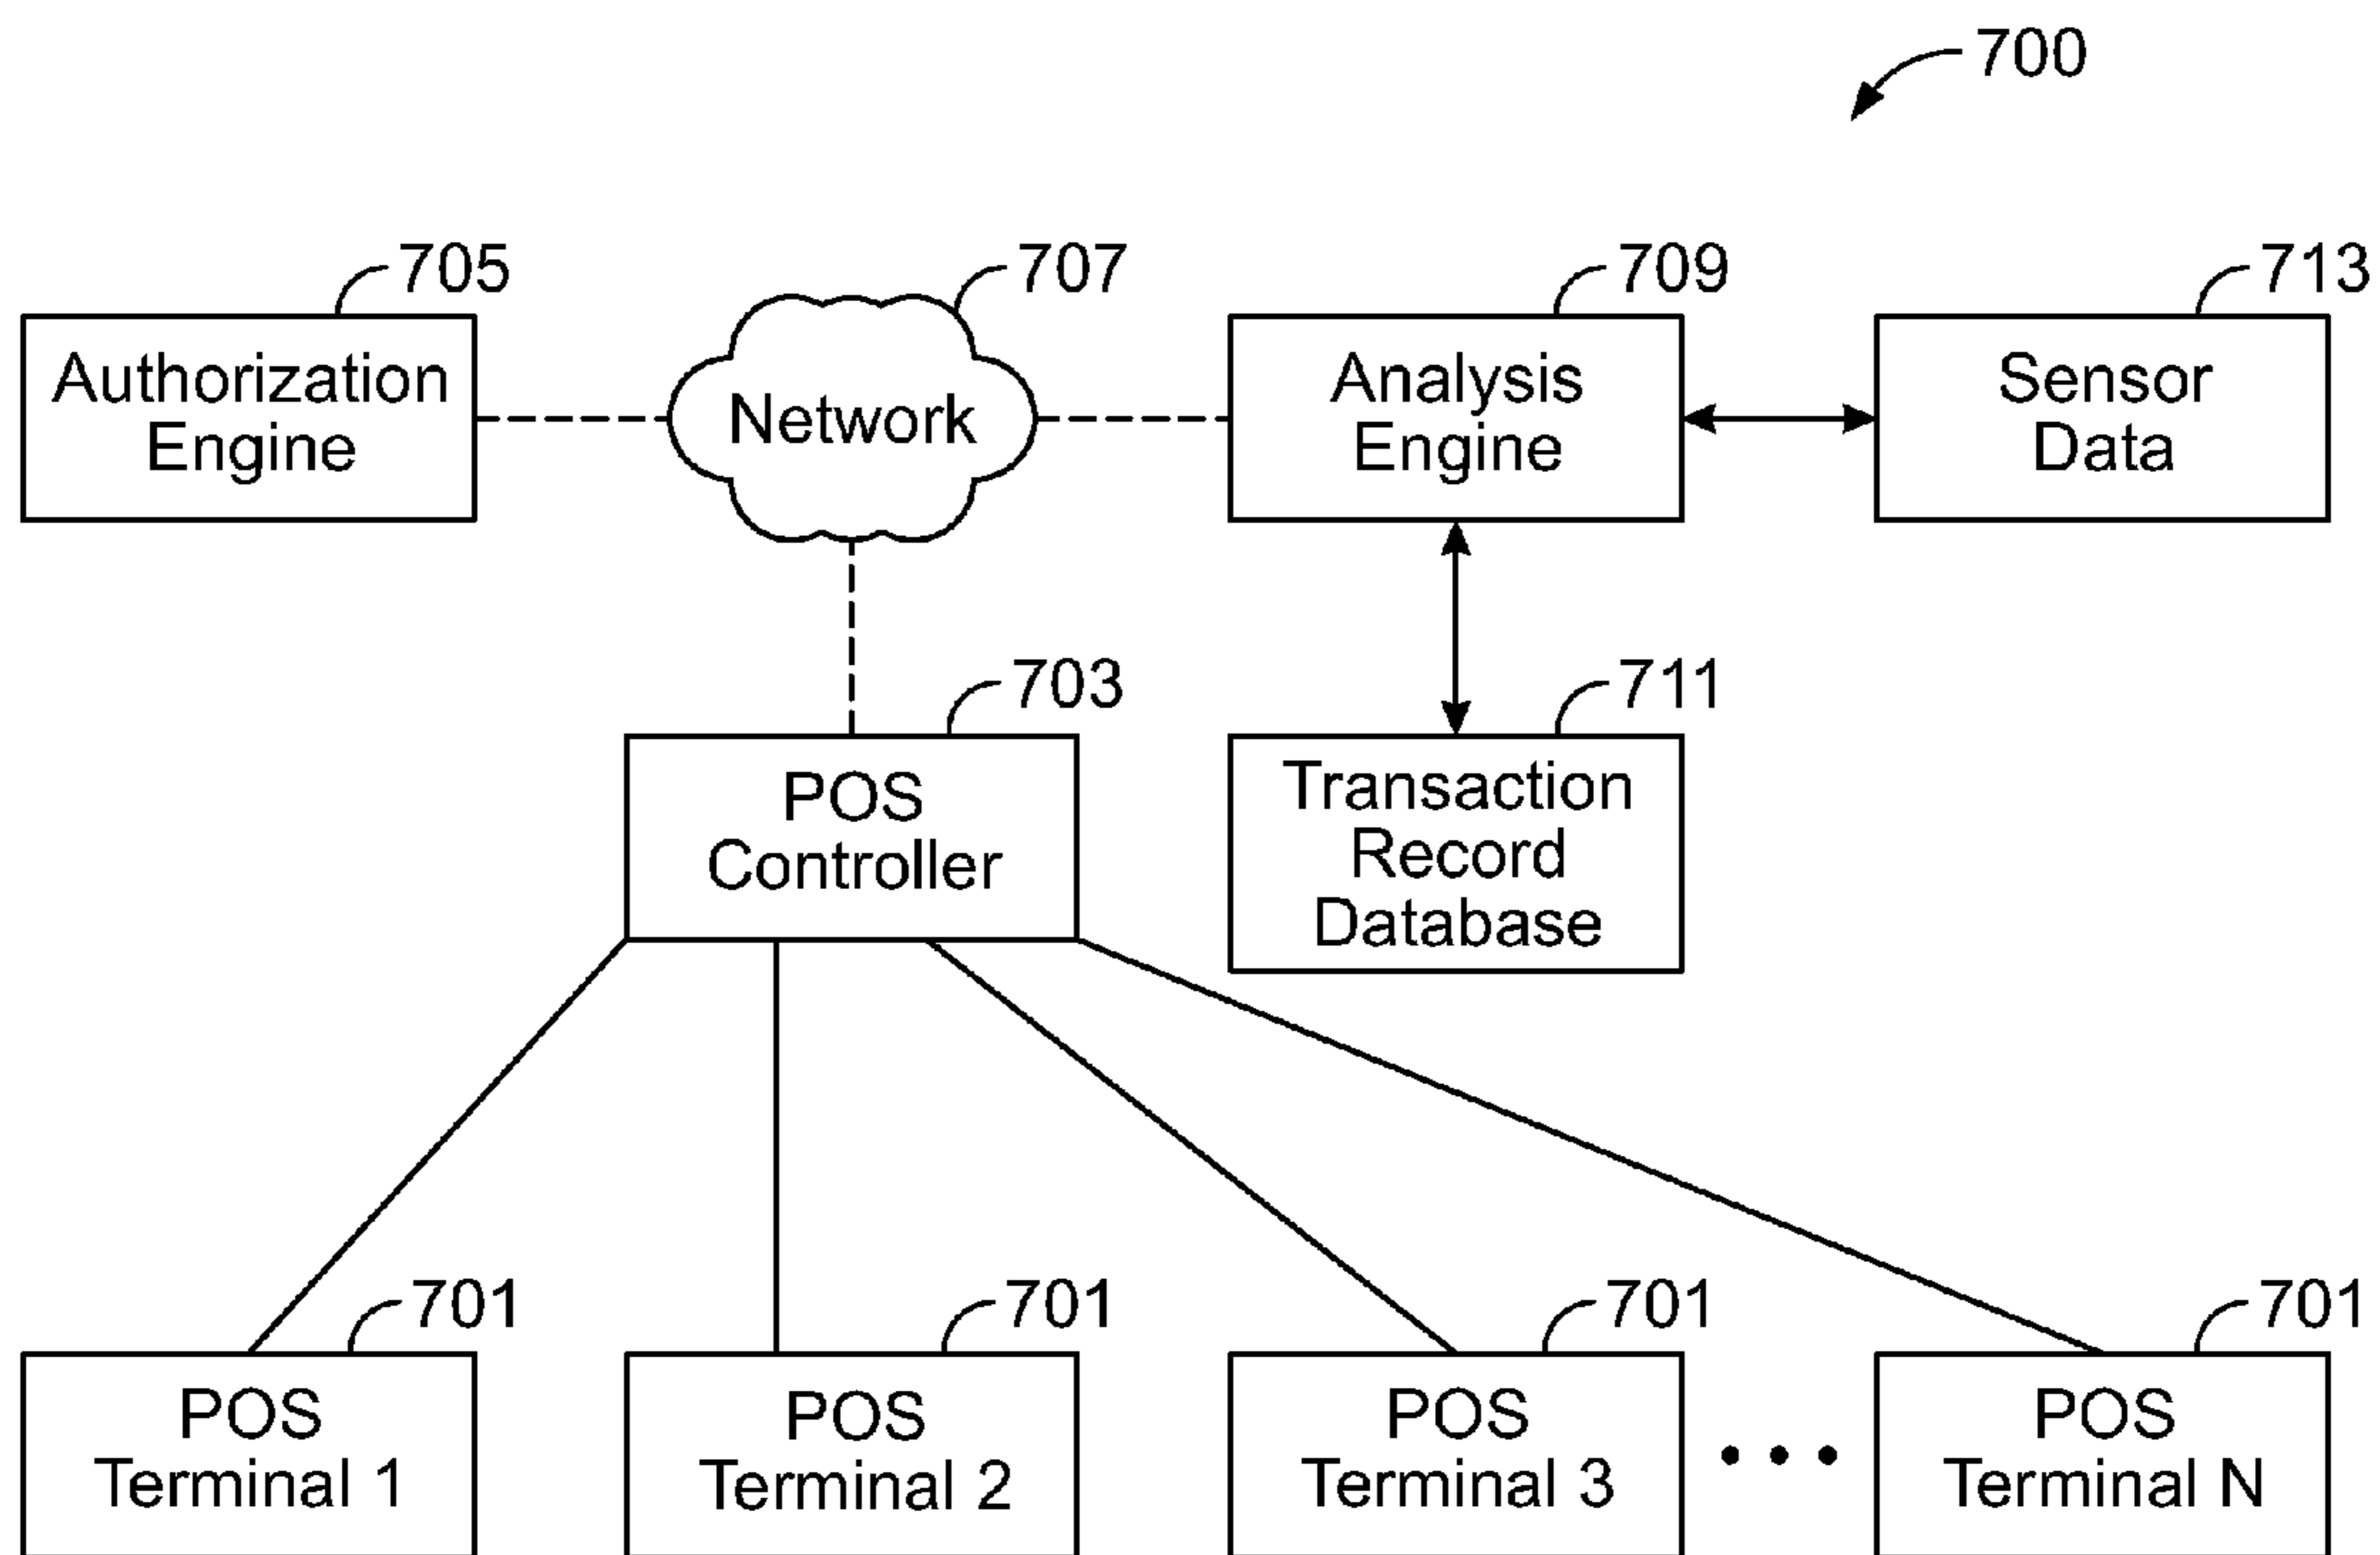 700
705
707
709
713
Authorization
Engine
Network
Analysis
Engine
Sensor
Data
703
711
POS
Controller
Transaction
Record
Database
701
701
701
701
POS
Terminal 1
POS
Terminal 2
POS
Terminal 3
POS
Terminal N